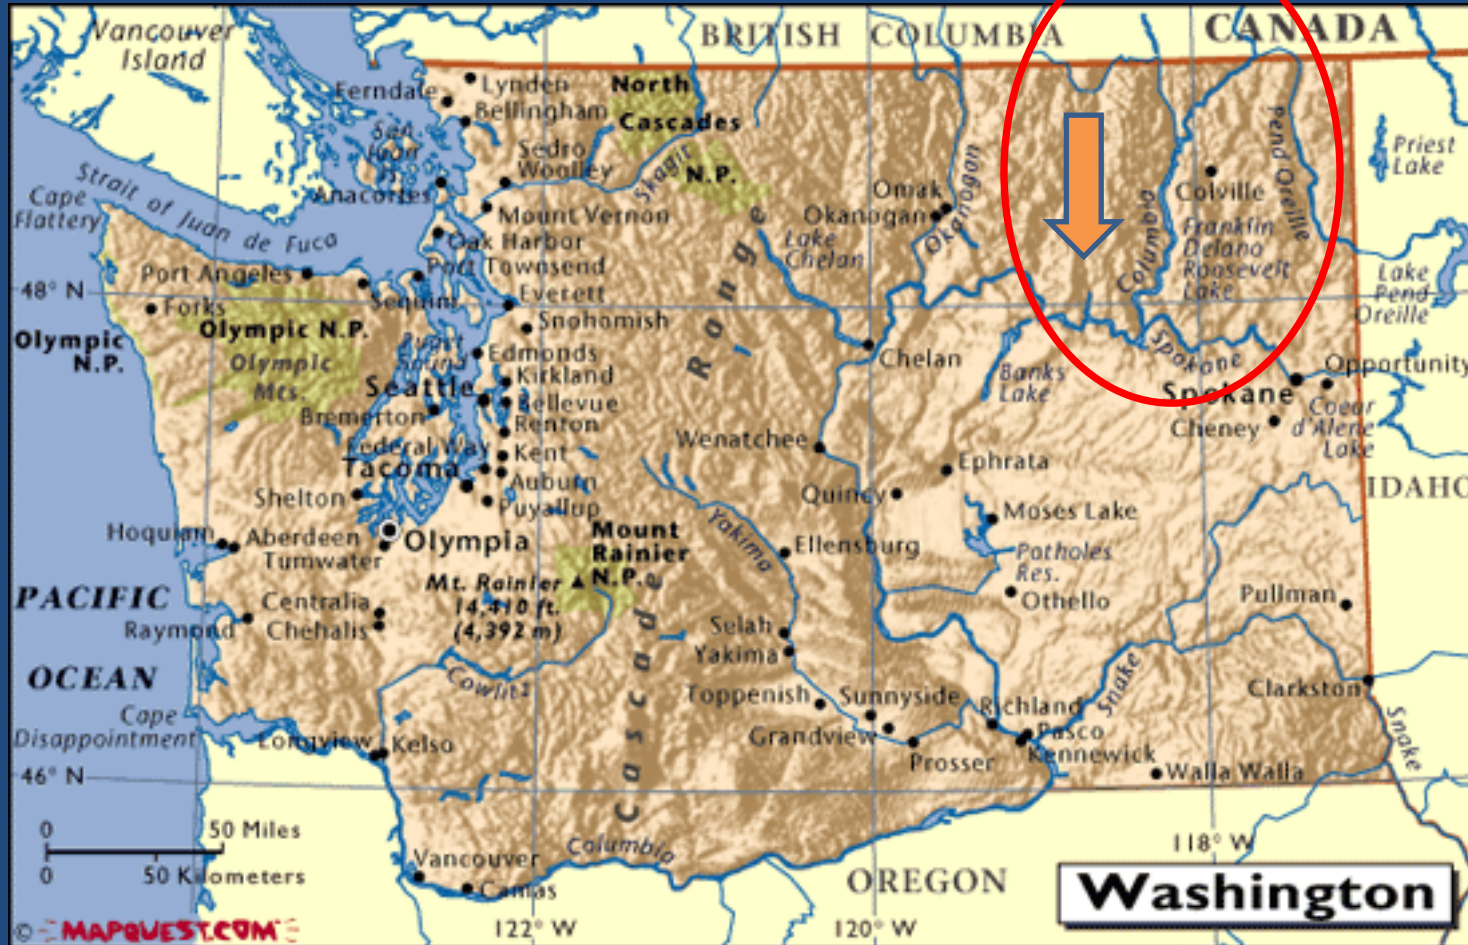 Vancouver
Island
BRITISH COLUMBIA
CANADA
Ferndale
Lynden
Bellingham
North
Cascades
N.P.
San
Juan
Is.
Sedro
Woolley
Skagit
Anacortes
Mount Vernon
Omak
Okanogan
Okanogan
Colville
Columbia
Franklin
Delano
Roosevelt
Lake
Pend Oreille
Priest
Lake
Strait of Juan de Fuca
Cape
Flattery
Oak Harbor
Port Angeles
Port Townsend
Sequim
Lake
Chelan
48° N
Forks
Everett
Snohomish
Lake
Pend
Oreille
Olympic
N.P.
Olympic N.P.
Olympic
Mts.
Puget
Sound
Edmonds
Kirkland
Seattle
Bellevue
Bremerton
Renton
Chelan
Banks
Lake
Spokane
Spokane
Opportunity
Cheney
Coeur
d'Alene
Lake
Federal Way
Kent
Tacoma
Auburn
Puyallup
Shelton
Wenatchee
Ephrata
Quincy
IDAHO
Hoquiam
Aberdeen
Olympia
Tumwater
Mount
Rainier
N.P.
Mt. Rainier
14,410 ft.
(4,392 m)
Yakima
Ellensburg
Moses Lake
Potholes
Res.
Othello
Pullman
PACIFIC
OCEAN
Centralia
Chehalis
Raymond
Cascade Range
Selah
Yakima
Cowlitz
Toppenish
Sunnyside
Grandview
Prosser
Richland
Pasco
Kennewick
Snake
Clarkston
Snake
Cape
Disappointment
Longview
Kelso
46° N
Walla Walla
0 50 Miles
0 50 Kilometers
Vancouver
Camas
Columbia
OREGON
118° W
Washington
© MAPQUEST.COM
122° W
120° W